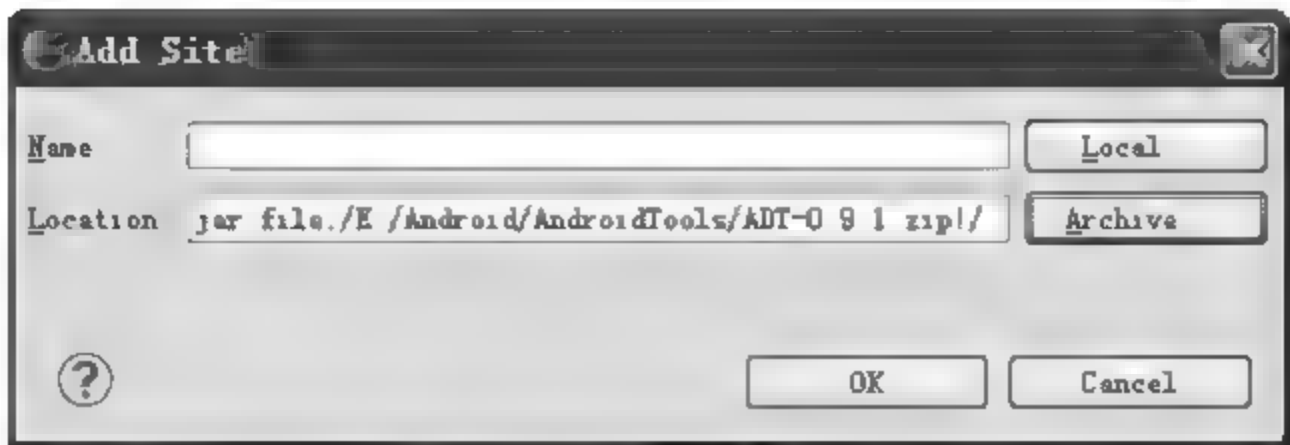 Add Site
Name
Local
Location jar file:/E:/Android/AndroidTools/ADT-0.9.1.zip!/
Archive
?
OK
Cancel